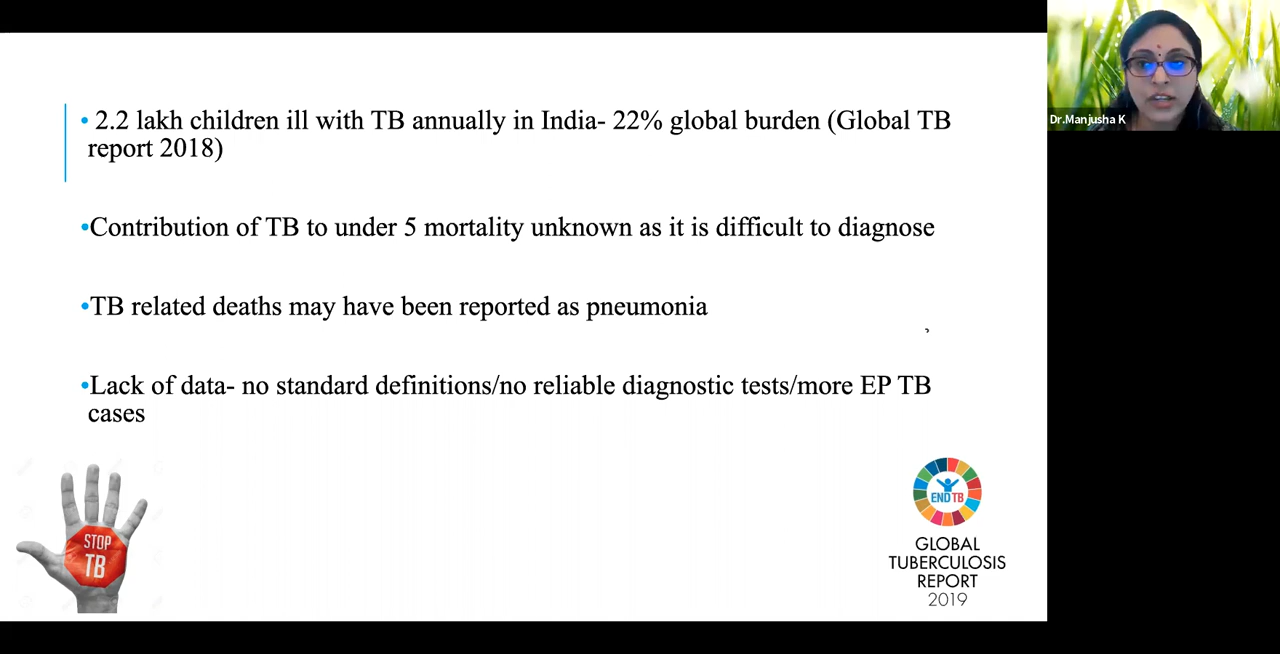 • 2.2 lakh children ill with TB annually in India- 22% global burden (Global TB
report 2018)
•Contribution of TB to under 5 mortality unknown as it is difficult to diagnose
•TB related deaths may have been reported as pneumonia
•Lack of data- no standard definitions/no reliable diagnostic tests/more EP TB
cases
STOP
TB
END TB
GLOBAL
TUBERCULOSIS
REPORT
2019
Dr.Manjusha K